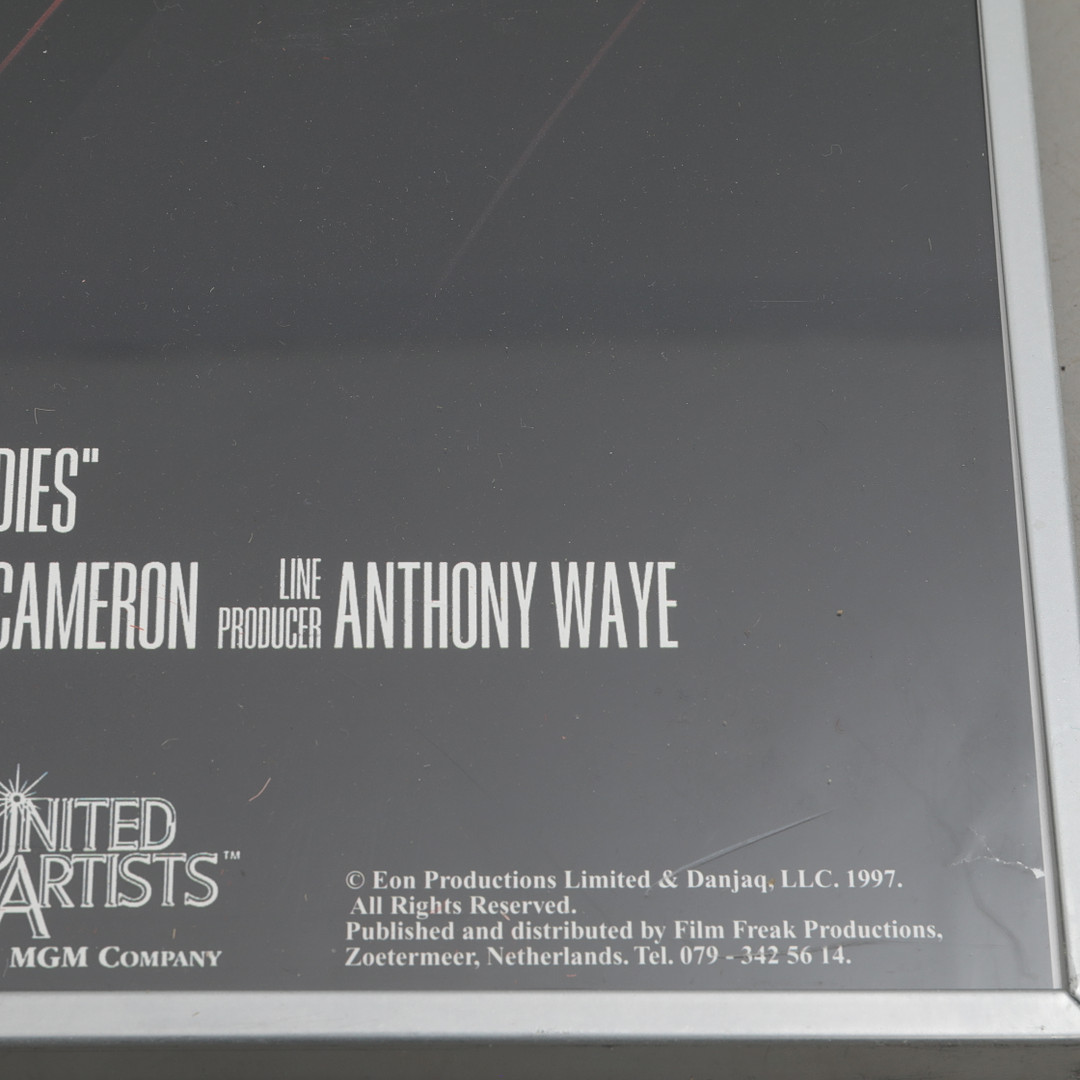 DIES"
CAMERON LINE PRODUCER ANTHONY WAYE
UNITED
ARTISTS™
MGM COMPANY
© Eon Productions Limited & Danjaq, LLC. 1997.
All Rights Reserved.
Published and distributed by Film Freak Productions,
Zoetermeer, Netherlands. Tel. 079 - 342 56 14.